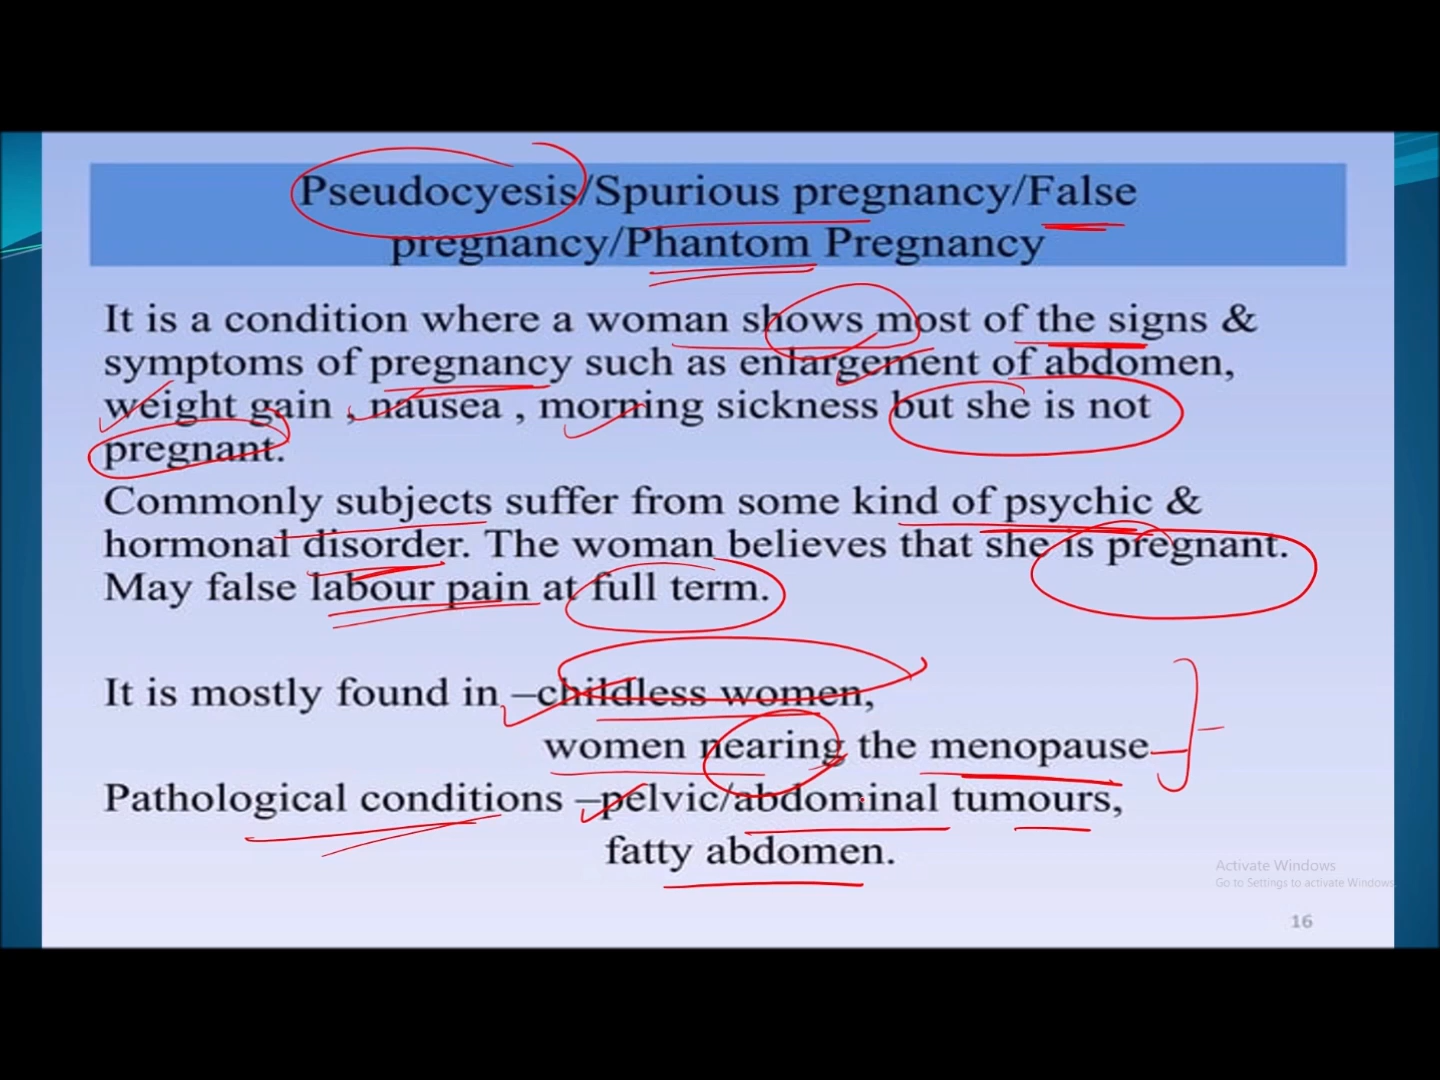 Pseudocyesis/Spurious pregnancy/False
pregnancy/Phantom Pregnancy
It is a condition where a woman shows most of the signs &
symptoms of pregnancy such as enlargement of abdomen,
weight gain , nausea , morning sickness but she is not
pregnant.
Commonly subjects suffer from some kind of psychic &
hormonal disorder. The woman believes that she is pregnant.
May false labour pain at full term.
It is mostly found in –childless women,
women nearing the menopause
Pathological conditions –pelvic/abdominal tumours,
fatty abdomen.
Activate Windows
Go to Settings to activate Windows
16